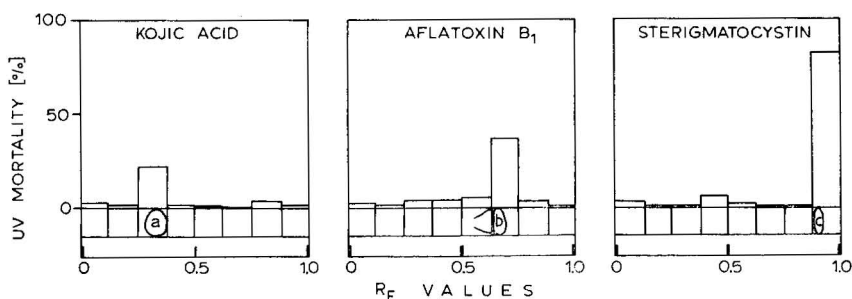 100
KOJIC ACID
AFLATOXIN B₁
STERIGMATOCYSTIN
50
0
UV MORTALITY [%]
a
b
c
0 0.5 1.0
0 0.5 1.0
0 0.5 1.0
R_F VALUES